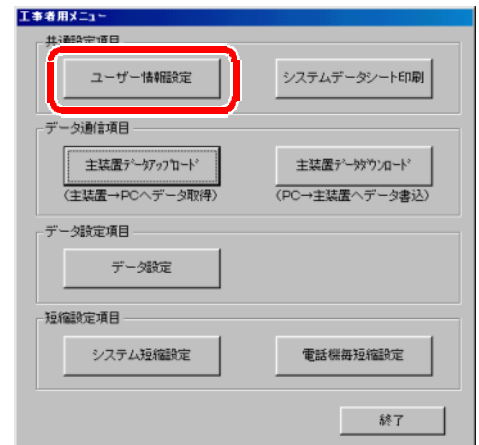 工事者用メニュー
共通設定項目
ユーザー情報設定
システムデータシート印刷
データ通信項目
主装置ﾃﾞｰﾀｱｯﾌﾟﾛｰﾄﾞ
主装置ﾃﾞｰﾀﾀﾞｳﾝﾛｰﾄﾞ
(主装置→PCへデータ取得)
(PC→主装置へデータ書込)
データ設定項目
データ設定
短縮設定項目
システム短縮設定
電話機毎短縮設定
終了